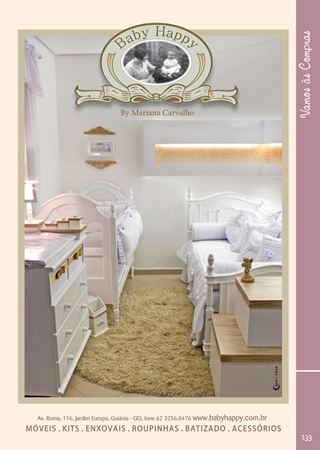 Baby Happy
By Mariana Carvalho
Vamos às Compras
Av. Roma, 116, Jardim Europa, Goiânia - GO, fone 62 3256.0476 www.babyhappy.com.br
MÓVEIS . KITS . ENXOVAIS . ROUPINHAS . BATIZADO . ACESSÓRIOS
133